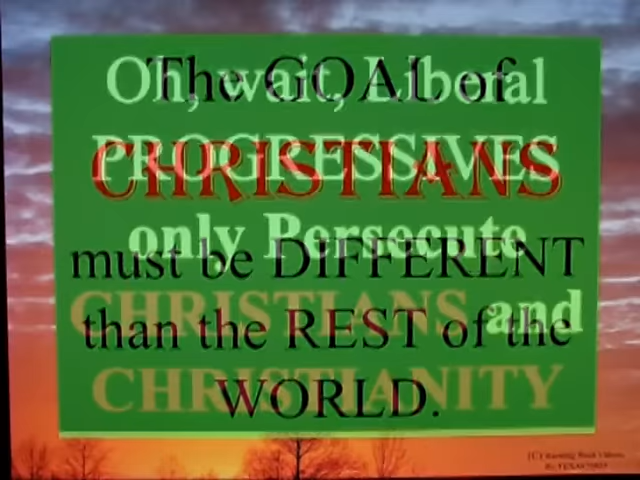 Oh, wait, Liberal
PROGRESSIVES
only Persecute
CHRISTIANS and
CHRISTIANITY
The GOAL of
CHRISTIANS
must be DIFFERENT
than the REST of the
WORLD.